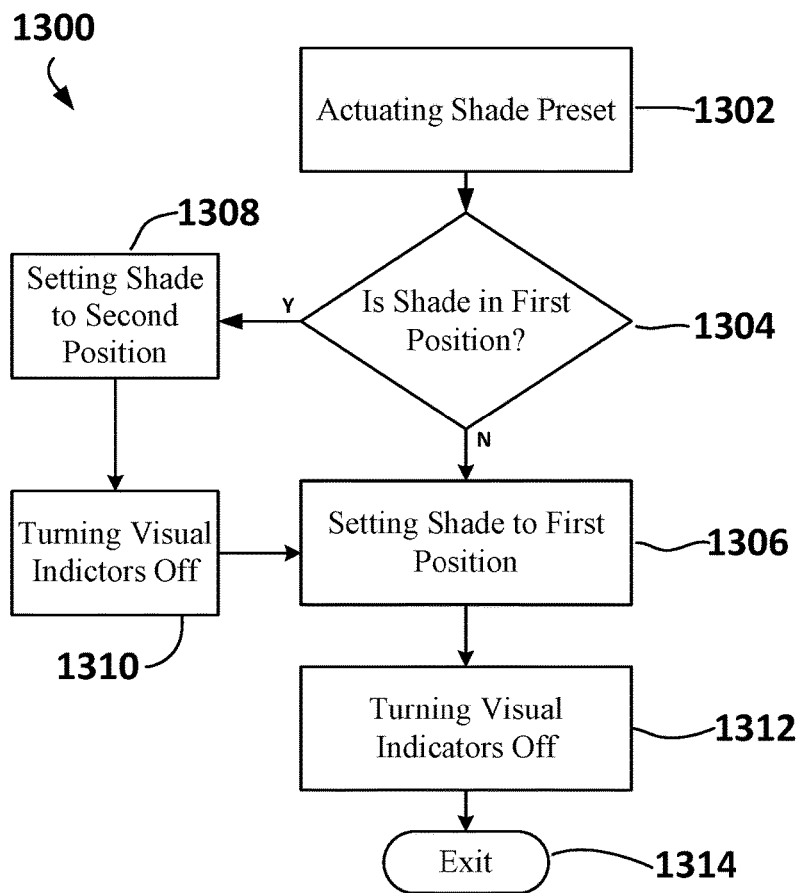 1300
Actuating Shade Preset
1302
1308
Setting Shade
to Second
Position
Y
Is Shade in First
Position?
1304
N
Turning Visual
Indictors Off
1310
Setting Shade to First
Position
1306
Turning Visual
Indicators Off
1312
Exit
1314